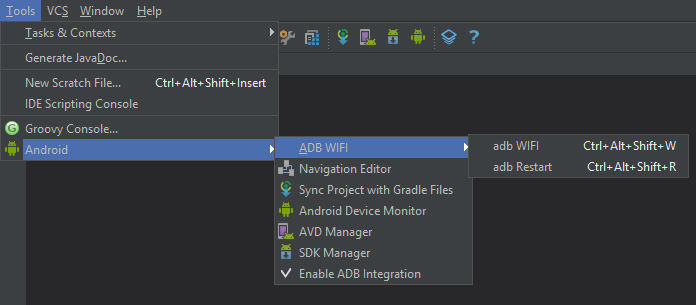 Tools VCS Window Help
Tasks & Contexts
Generate JavaDoc...
New Scratch File... Ctrl+Alt+Shift+Insert
IDE Scripting Console
Groovy Console...
Android
ADB WIFI
Navigation Editor
Sync Project with Gradle Files
Android Device Monitor
AVD Manager
SDK Manager
Enable ADB Integration
adb WIFI Ctrl+Alt+Shift+W
adb Restart Ctrl+Alt+Shift+R